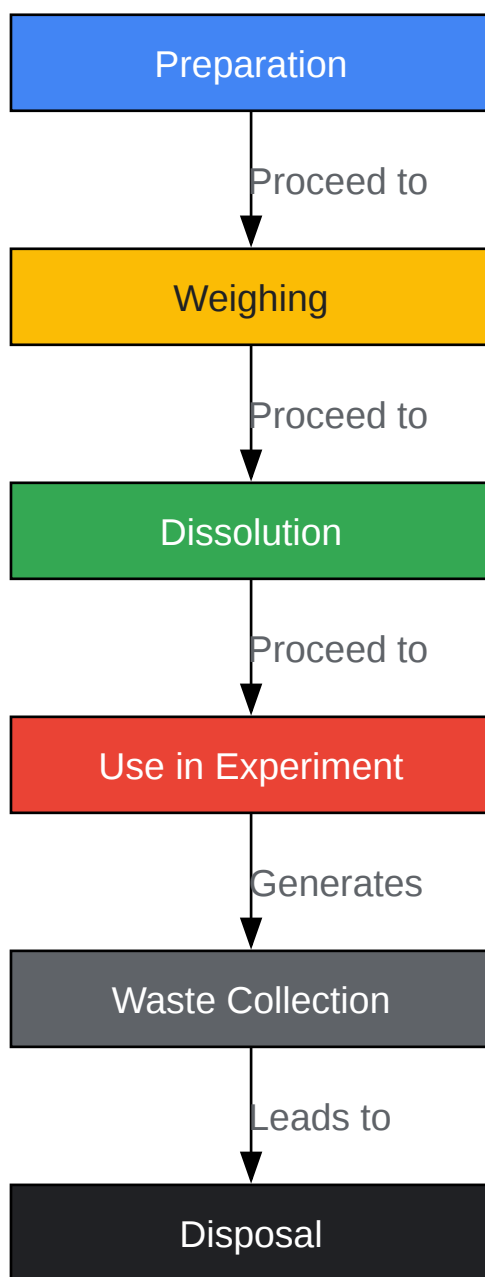 Preparation
Proceed to
Weighing
Proceed to
Dissolution
Proceed to
Use in Experiment
Generates
Waste Collection
Leads to
Disposal